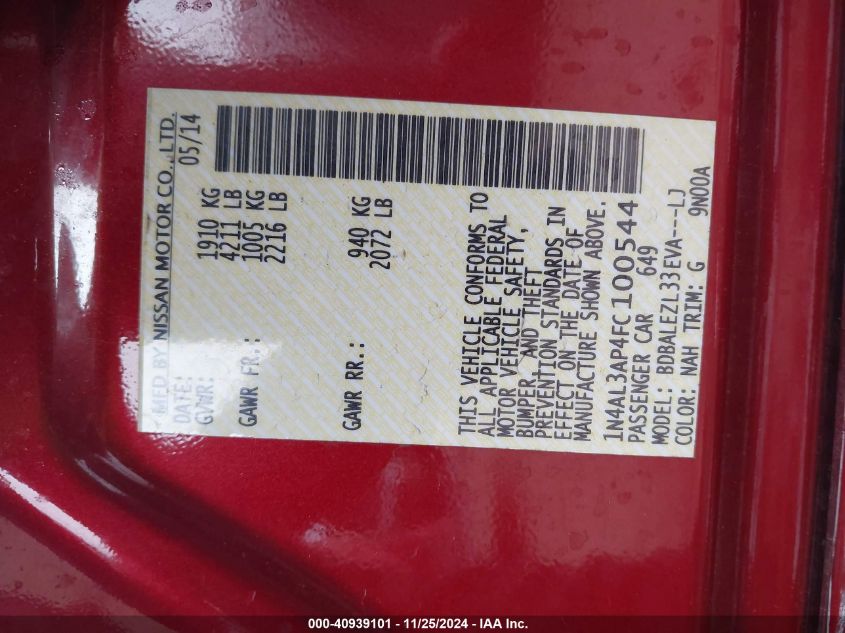 MFD BY NISSAN MOTOR CO.,LTD.
DATE: 05/14
GVWR: 1910 KG
4211 LB
GAWR FR.: 1005 KG
2216 LB
GAWR RR.: 940 KG
2072 LB
THIS VEHICLE CONFORMS TO
ALL APPLICABLE FEDERAL
MOTOR VEHICLE SAFETY,
BUMPER, AND THEFT
PREVENTION STANDARDS IN
EFFECT ON THE DATE OF
MANUFACTURE SHOWN ABOVE.
1N4AL3AP4FC100544
PASSENGER CAR 649
MODEL: BDBALEZL33EVA---LJ
COLOR: NAH TRIM: G 9N00A
000-40939101 - 11/25/2024 - IAA Inc.